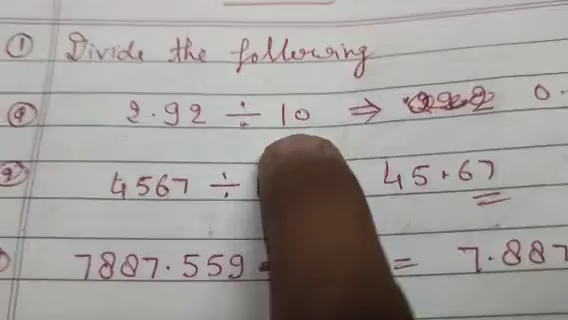 ① Divide the following
2.92 ÷ 10 ⇒ 0.
4567 ÷ 45.67
7887.559 = 7.887